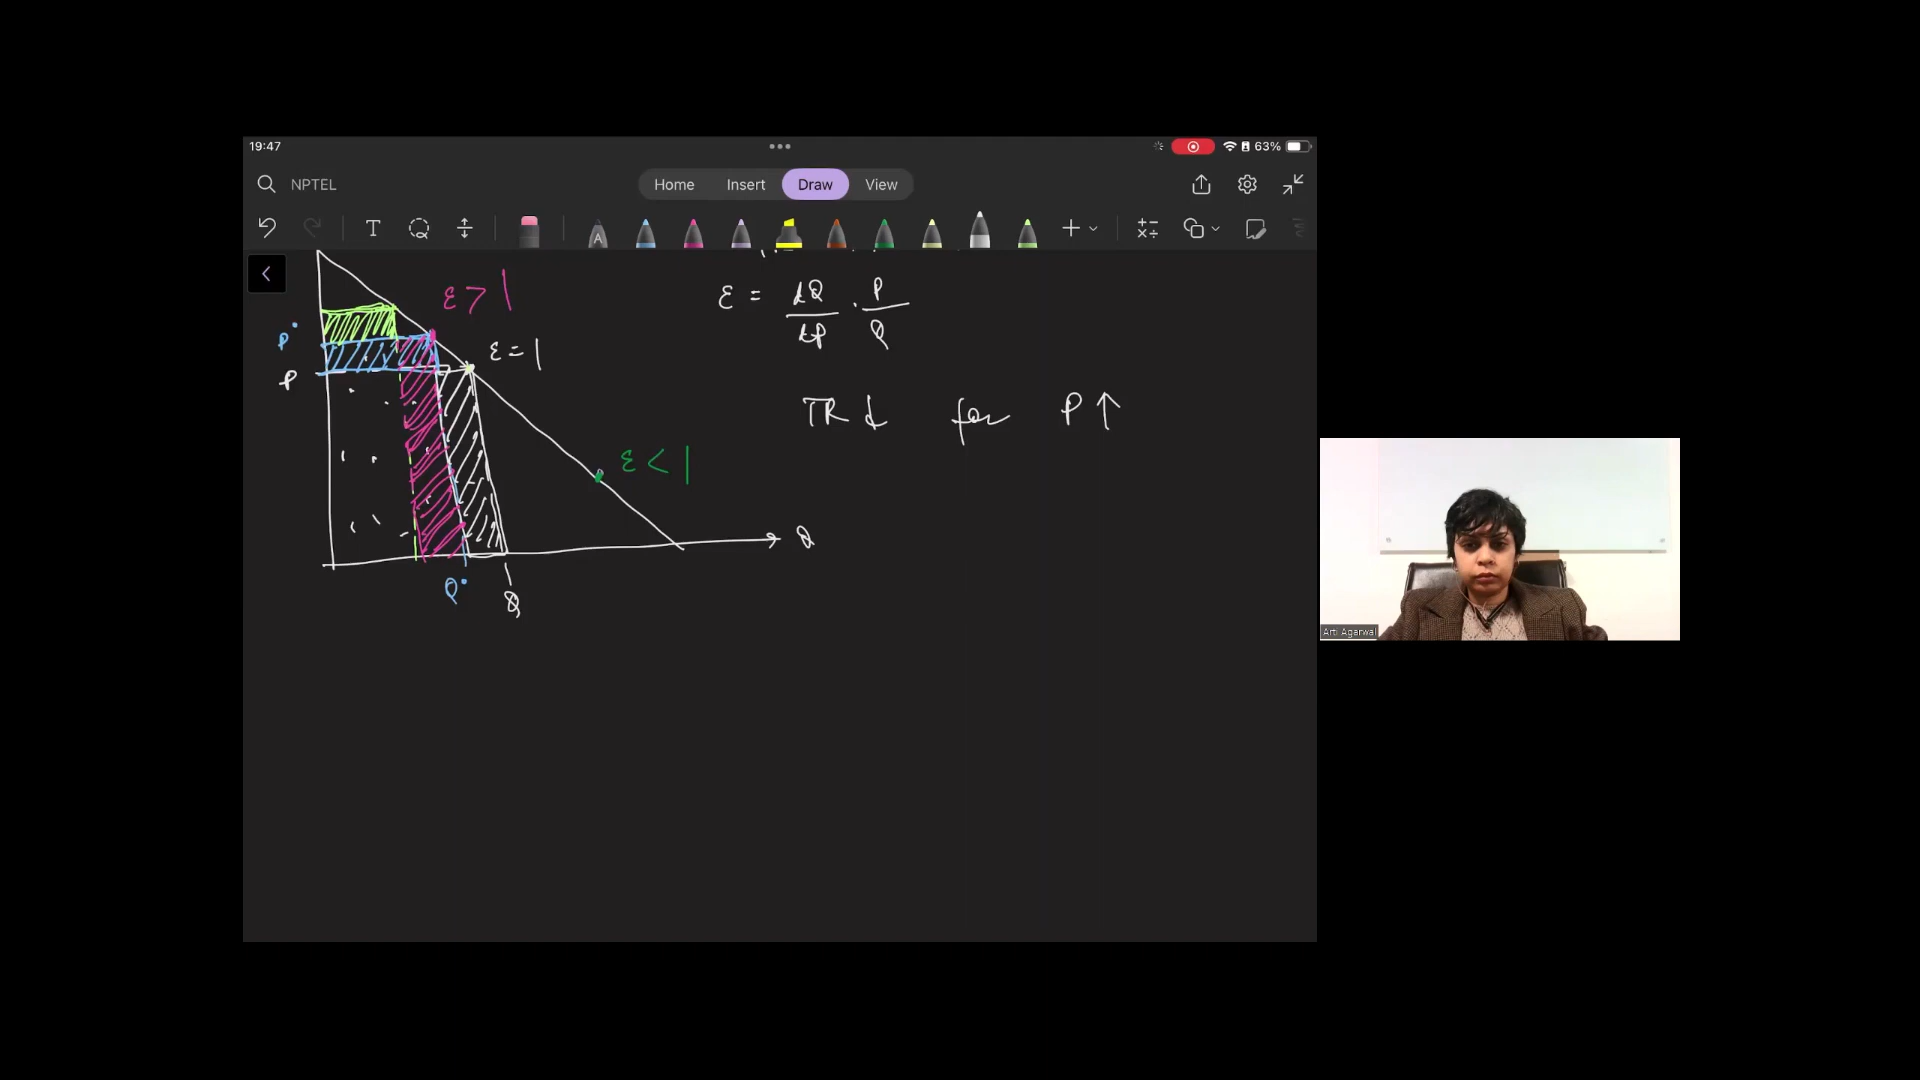 19:47
63%
NPTEL
Home Insert Draw View
T
A
ε > 1
ε = dQ/dP · P/Q
P'
ε = 1
P
TR ↓ for P ↑
ε < 1
Q
Q'
Q
Arti Agarwal